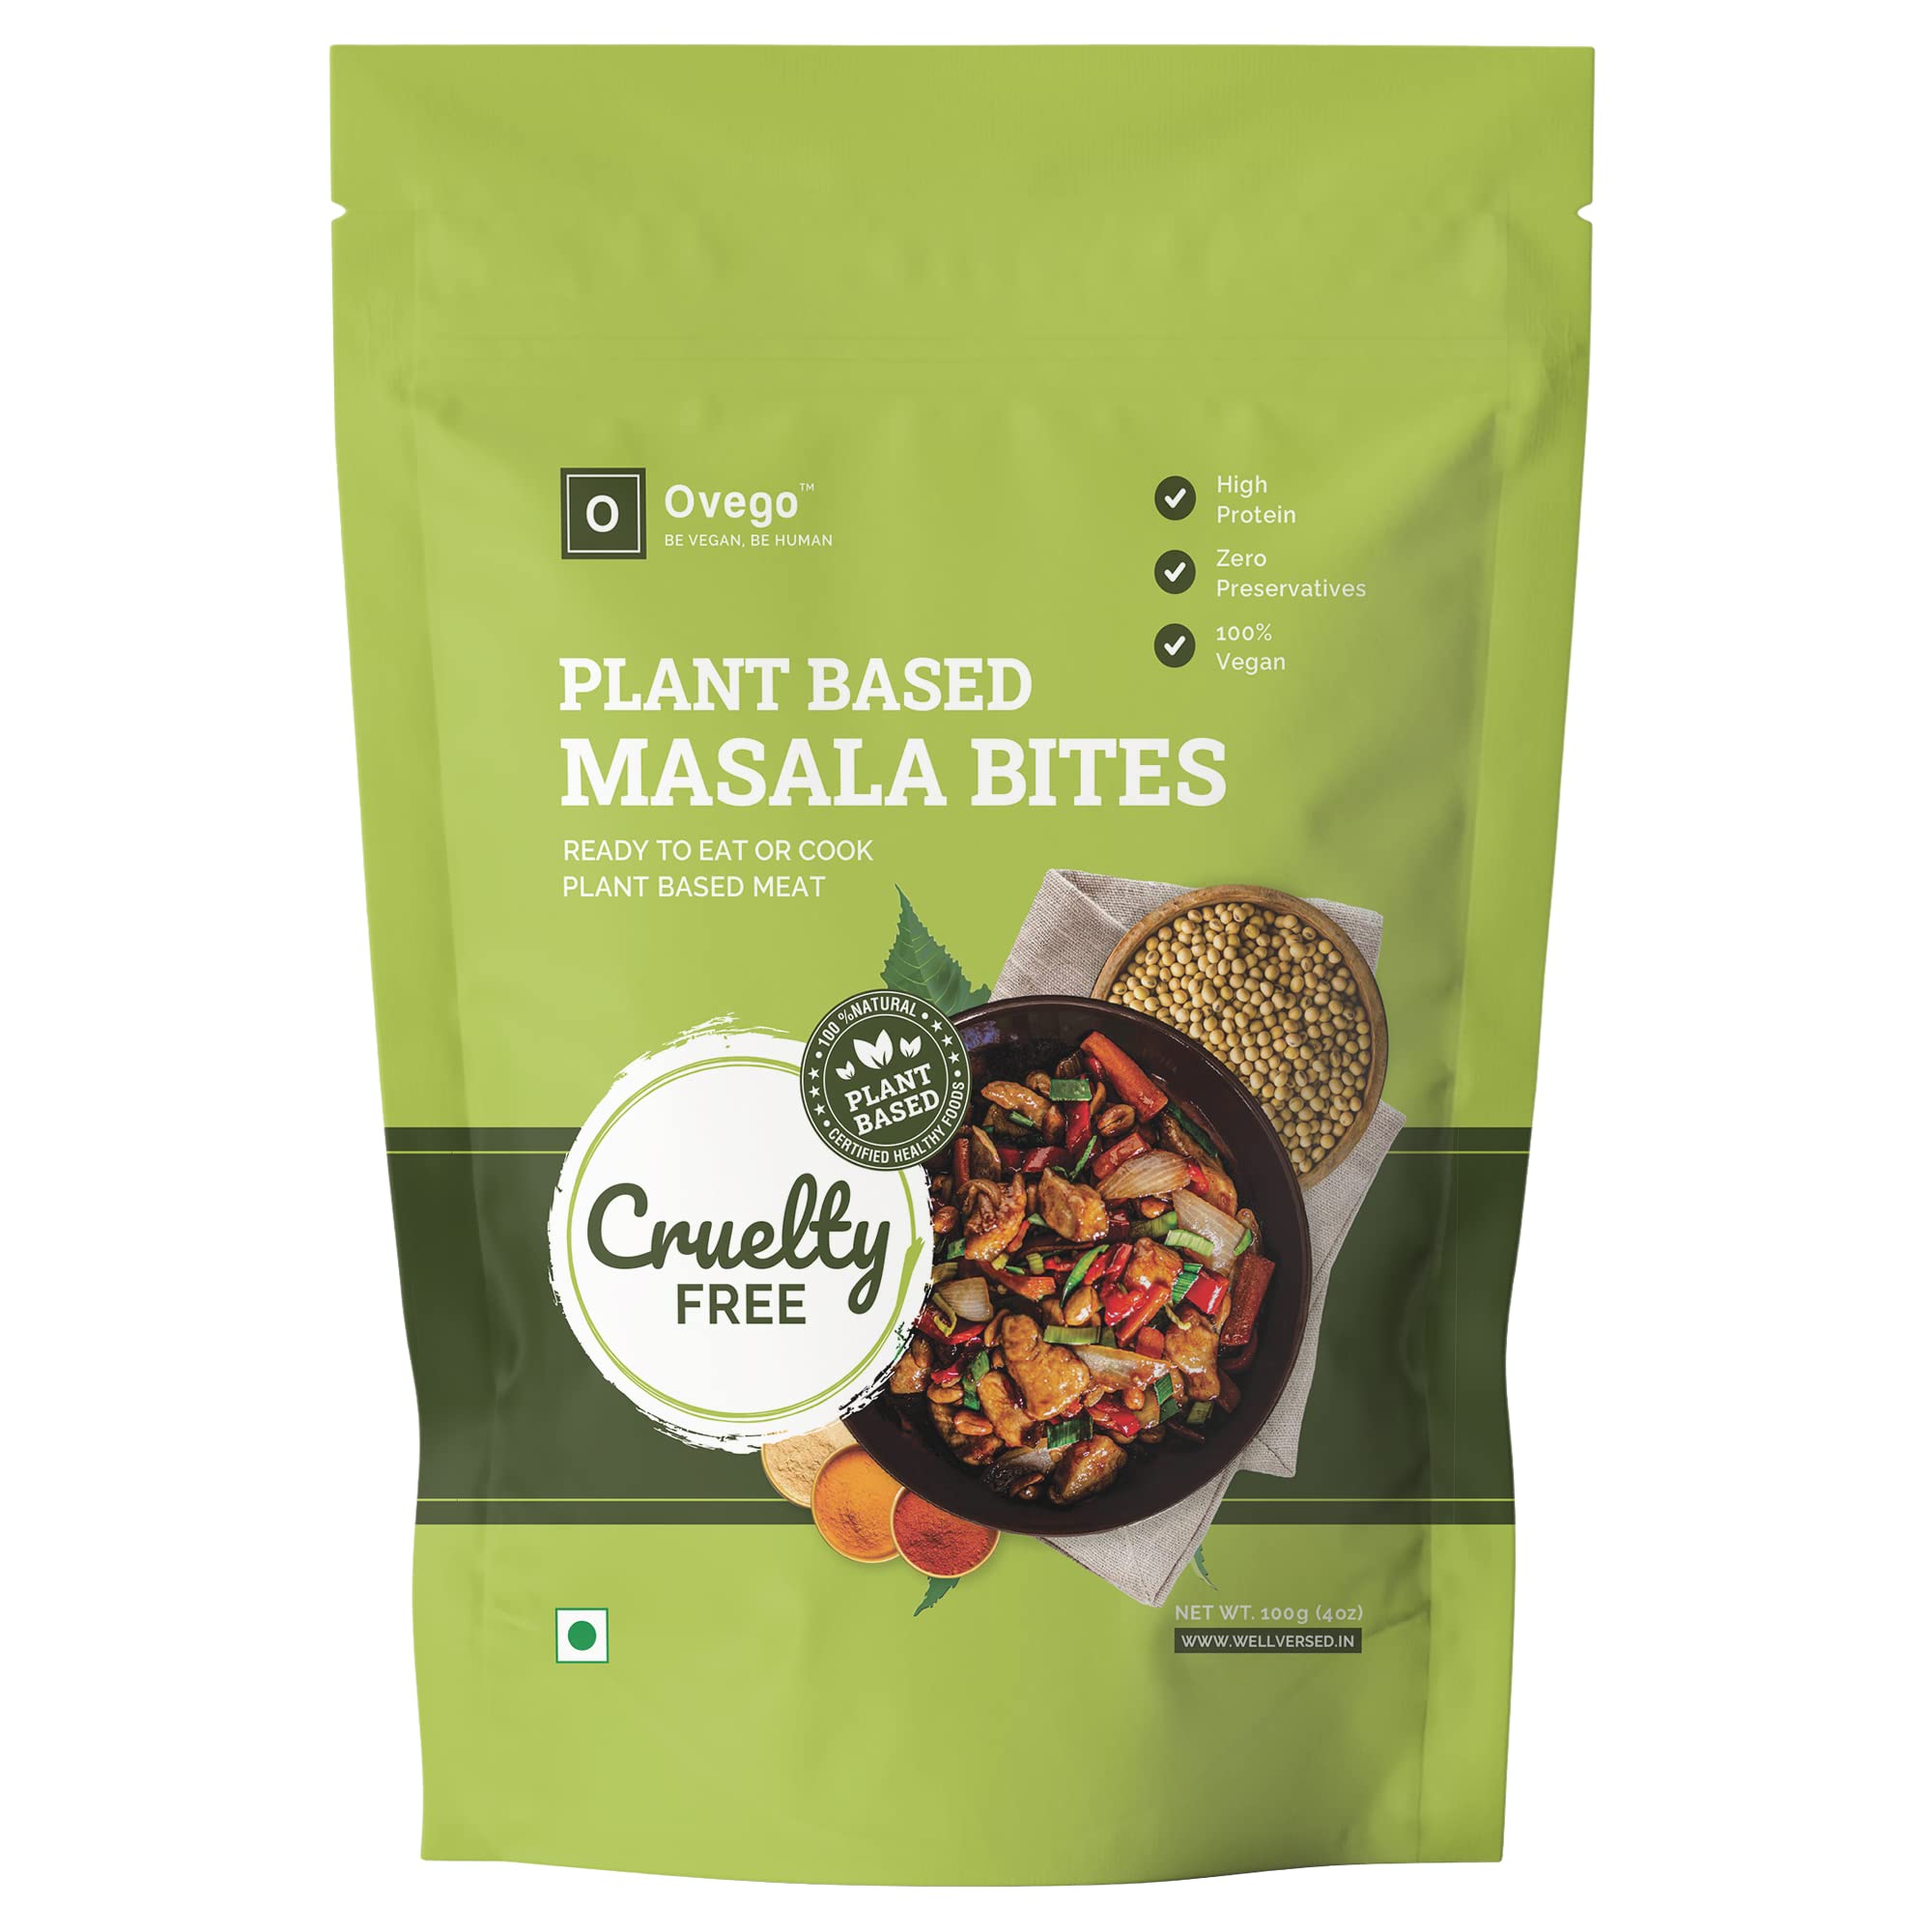 O
Ovego™
BE VEGAN, BE HUMAN
High
Protein
Zero
Preservatives
100%
Vegan
PLANT BASED
MASALA BITES
READY TO EAT OR COOK
PLANT BASED MEAT
100 %NATURAL
PLANT
BASED
CERTIFIED HEALTHY FOODS
Cruelty
FREE
NET WT. 100g (4oz)
WWW.WELLVERSED.IN